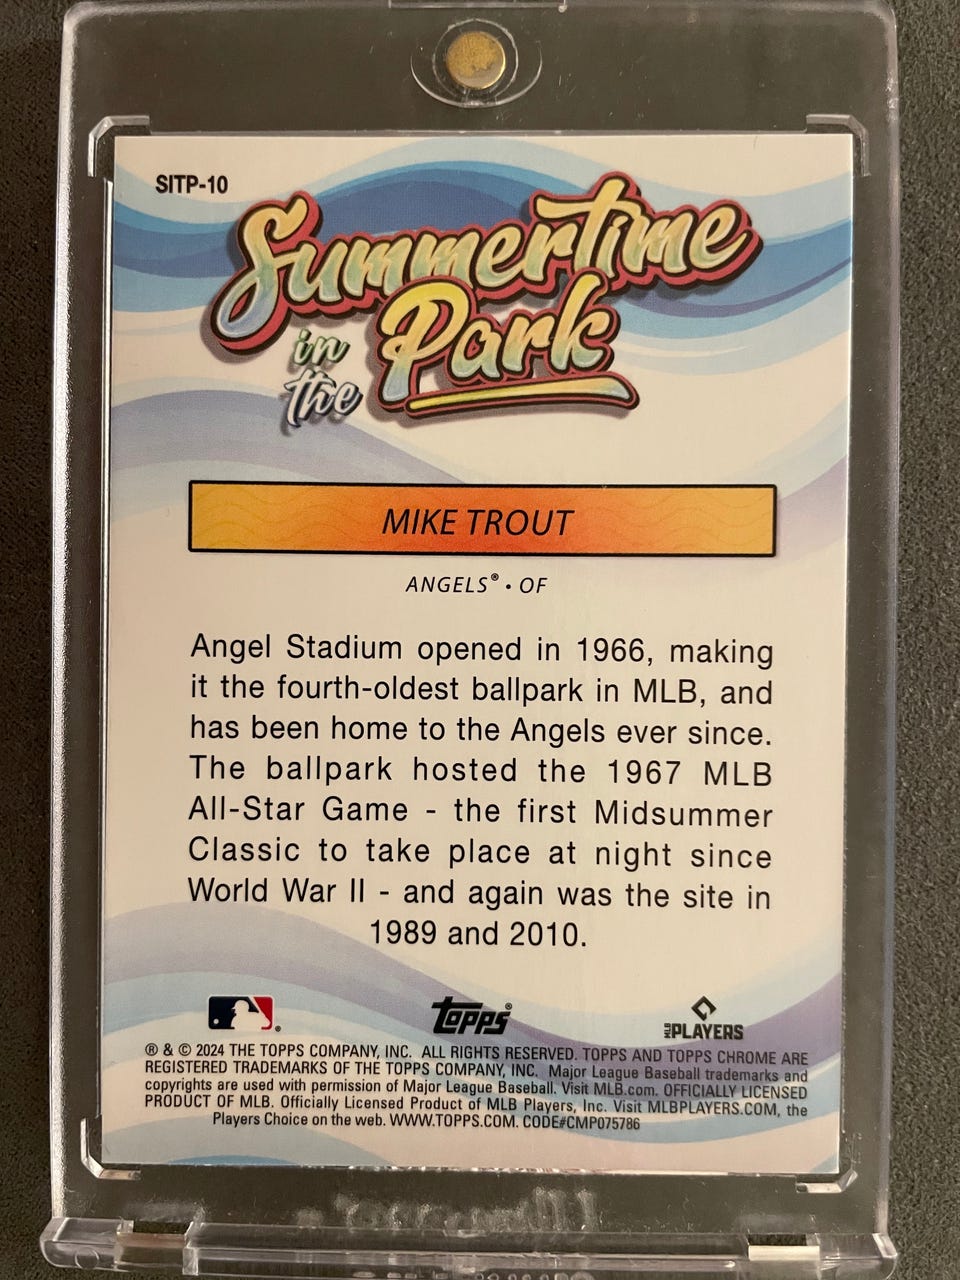 SITP-10
Summertime
in the Park
MIKE TROUT
ANGELS® • OF
Angel Stadium opened in 1966, making
it the fourth-oldest ballpark in MLB, and
has been home to the Angels ever since.
The ballpark hosted the 1967 MLB
All-Star Game - the first Midsummer
Classic to take place at night since
World War II - and again was the site in
1989 and 2010.
Topps®
MLB PLAYERS
® & © 2024 THE TOPPS COMPANY, INC. ALL RIGHTS RESERVED. TOPPS AND TOPPS CHROME ARE
REGISTERED TRADEMARKS OF THE TOPPS COMPANY, INC. Major League Baseball trademarks and
copyrights are used with permission of Major League Baseball. Visit MLB.com. OFFICIALLY LICENSED
PRODUCT OF MLB. Officially Licensed Product of MLB Players, Inc. Visit MLBPLAYERS.COM, the
Players Choice on the web. WWW.TOPPS.COM. CODE#CMP075786